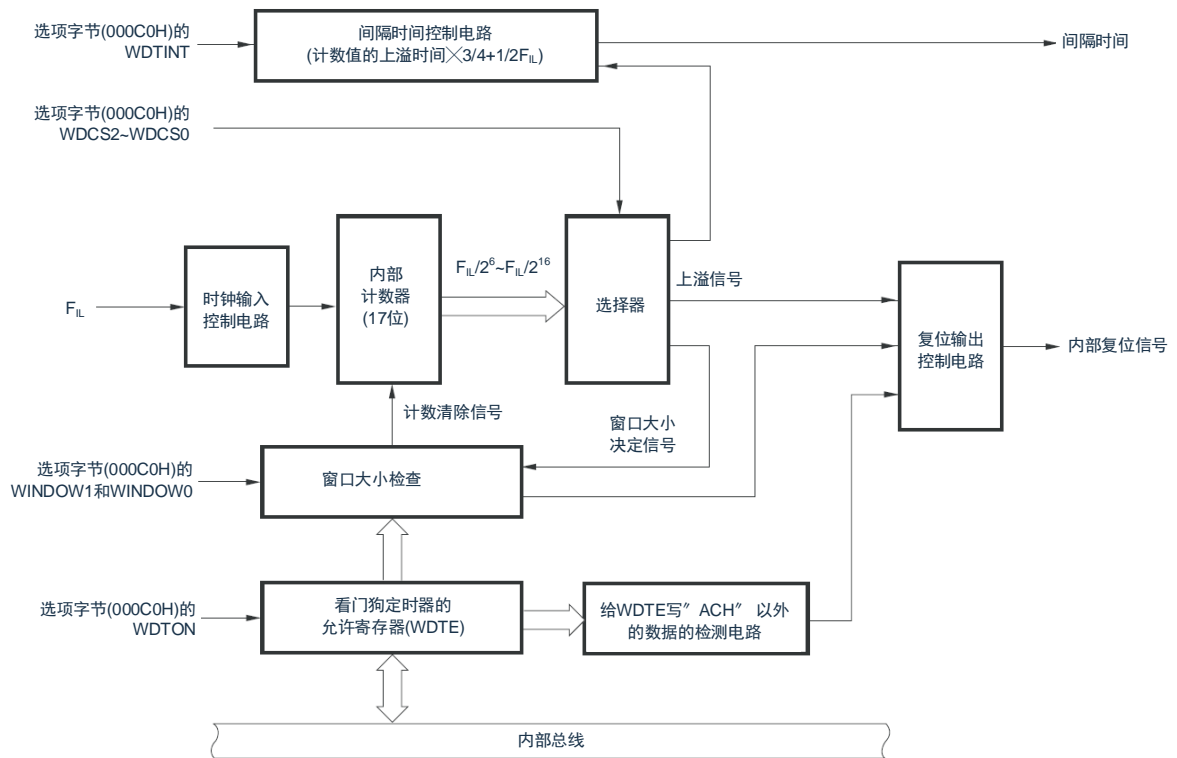 选项字节(000C0H)的
WDTINT
间隔时间控制电路
(计数值的上溢时间╳3/4+1/2FIL)
间隔时间
选项字节(000C0H)的
WDCS2~WDCS0
FIL
时钟输入
控制电路
内部
计数器
(17位)
FIL/2⁶~FIL/2¹⁶
选择器
上溢信号
复位输出
控制电路
内部复位信号
计数清除信号
窗口大小
决定信号
选项字节(000C0H)的
WINDOW1和WINDOW0
窗口大小检查
选项字节(000C0H)的
WDTON
看门狗定时器的
允许寄存器(WDTE)
给WDTE写〞ACH〞 以外
的数据的检测电路
内部总线